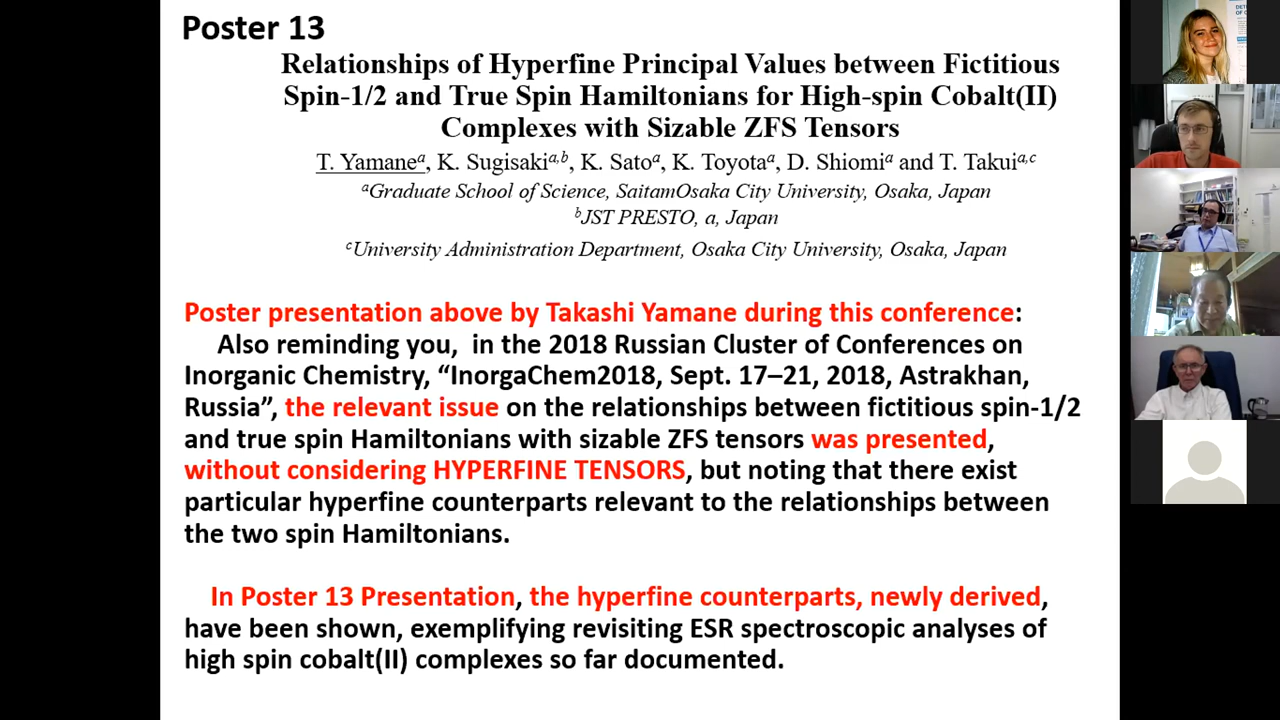 Poster 13
Relationships of Hyperfine Principal Values between Fictitious
Spin-1/2 and True Spin Hamiltonians for High-spin Cobalt(II)
Complexes with Sizable ZFS Tensors
T. Yamaneᵃ, K. Sugisakiᵃ,ᵇ, K. Satoᵃ, K. Toyotaᵃ, D. Shiomiᵃ and T. Takuiᵃ,ᶜ
ᵃGraduate School of Science, SaitamOsaka City University, Osaka, Japan
ᵇJST PRESTO, a, Japan
ᶜUniversity Administration Department, Osaka City University, Osaka, Japan
Poster presentation above by Takashi Yamane during this conference:
Also reminding you, in the 2018 Russian Cluster of Conferences on
Inorganic Chemistry, “InorgaChem2018, Sept. 17–21, 2018, Astrakhan,
Russia”, the relevant issue on the relationships between fictitious spin-1/2
and true spin Hamiltonians with sizable ZFS tensors was presented,
without considering HYPERFINE TENSORS, but noting that there exist
particular hyperfine counterparts relevant to the relationships between
the two spin Hamiltonians.
In Poster 13 Presentation, the hyperfine counterparts, newly derived,
have been shown, exemplifying revisiting ESR spectroscopic analyses of
high spin cobalt(II) complexes so far documented.